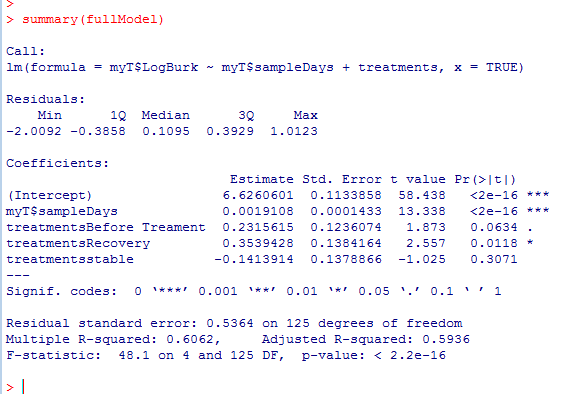 >
> summary(fullModel)
Call:
lm(formula = myT$LogBurk ~ myT$sampleDays + treatments, x = TRUE)
Residuals:
    Min      1Q  Median      3Q     Max
-2.0092 -0.3858  0.1095  0.3929  1.0123
Coefficients:
                           Estimate Std. Error t value Pr(>|t|)
(Intercept)               6.6260601  0.1133858  58.438   <2e-16 ***
myT$sampleDays            0.0019108  0.0001433  13.338   <2e-16 ***
treatmentsBefore Treament  0.2315615  0.1236074   1.873   0.0634 .
treatmentsRecovery        0.3539428  0.1384164   2.557   0.0118 *
treatmentsstable         -0.1413914  0.1378866  -1.025   0.3071
---
Signif. codes:  0 ‘***’ 0.001 ‘**’ 0.01 ‘*’ 0.05 ‘.’ 0.1 ‘ ’ 1
Residual standard error: 0.5364 on 125 degrees of freedom
Multiple R-squared: 0.6062,     Adjusted R-squared: 0.5936
F-statistic:  48.1 on 4 and 125 DF,  p-value: < 2.2e-16
>